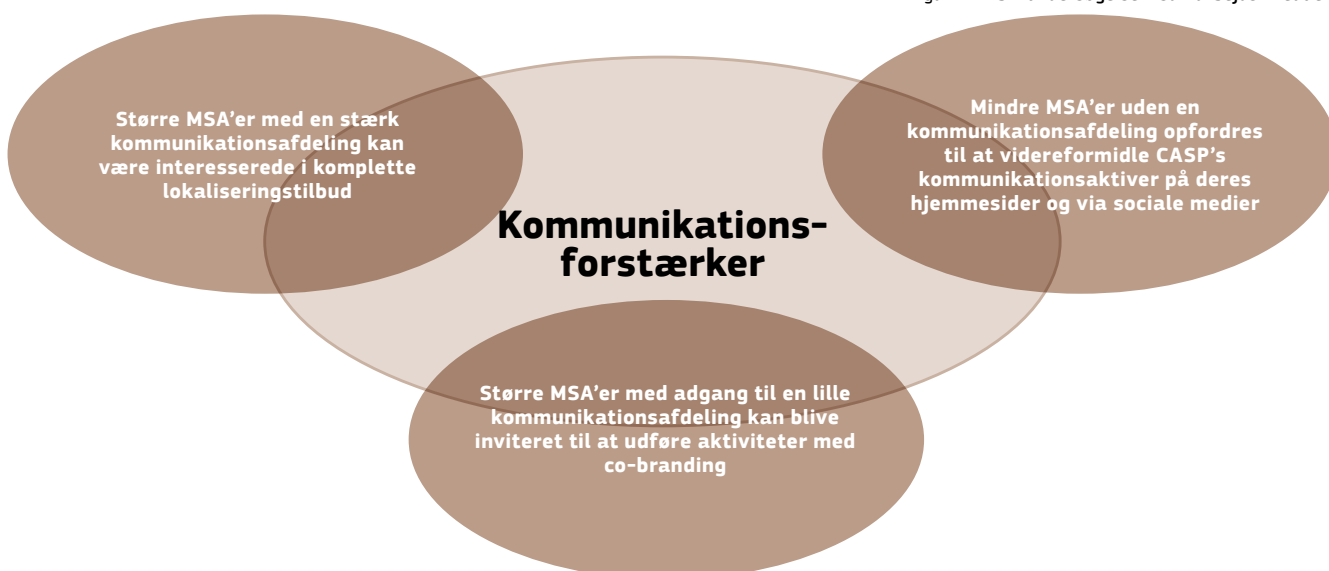 Større MSA’er med en stærk
kommunikationsafdeling kan
være interesserede i komplette
lokaliseringstilbud
Mindre MSA’er uden en
kommunikationsafdeling opfordres
til at videreformidle CASP’s
kommunikationsaktiver på deres
hjemmesider og via sociale medier
Kommunikations-
forstærker
Større MSA’er med adgang til en lille
kommunikationsafdeling kan blive
inviteret til at udføre aktiviteter med
co-branding